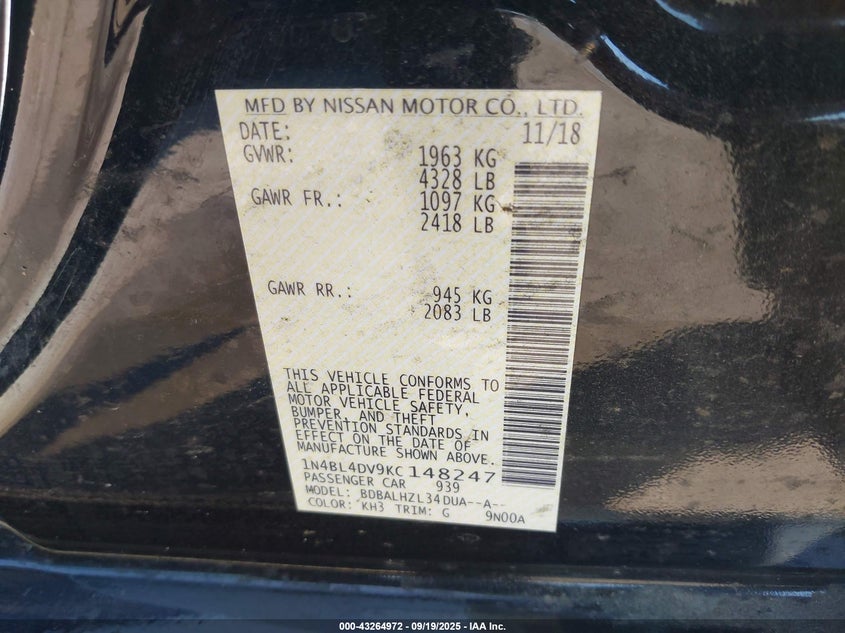 MFD BY NISSAN MOTOR CO., LTD.
DATE: 11/18
GVWR: 1963 KG
4328 LB
GAWR FR.: 1097 KG
2418 LB
GAWR RR.: 945 KG
2083 LB
THIS VEHICLE CONFORMS TO
ALL APPLICABLE FEDERAL
MOTOR VEHICLE SAFETY,
BUMPER, AND THEFT
PREVENTION STANDARDS IN
EFFECT ON THE DATE OF
MANUFACTURE SHOWN ABOVE.
1N4BL4DV9KC148247
PASSENGER CAR 939
MODEL: BDBALHZL34DUA--A--
COLOR: KH3 TRIM: G 9N00A
000-43264972 - 09/19/2025 - IAA Inc.